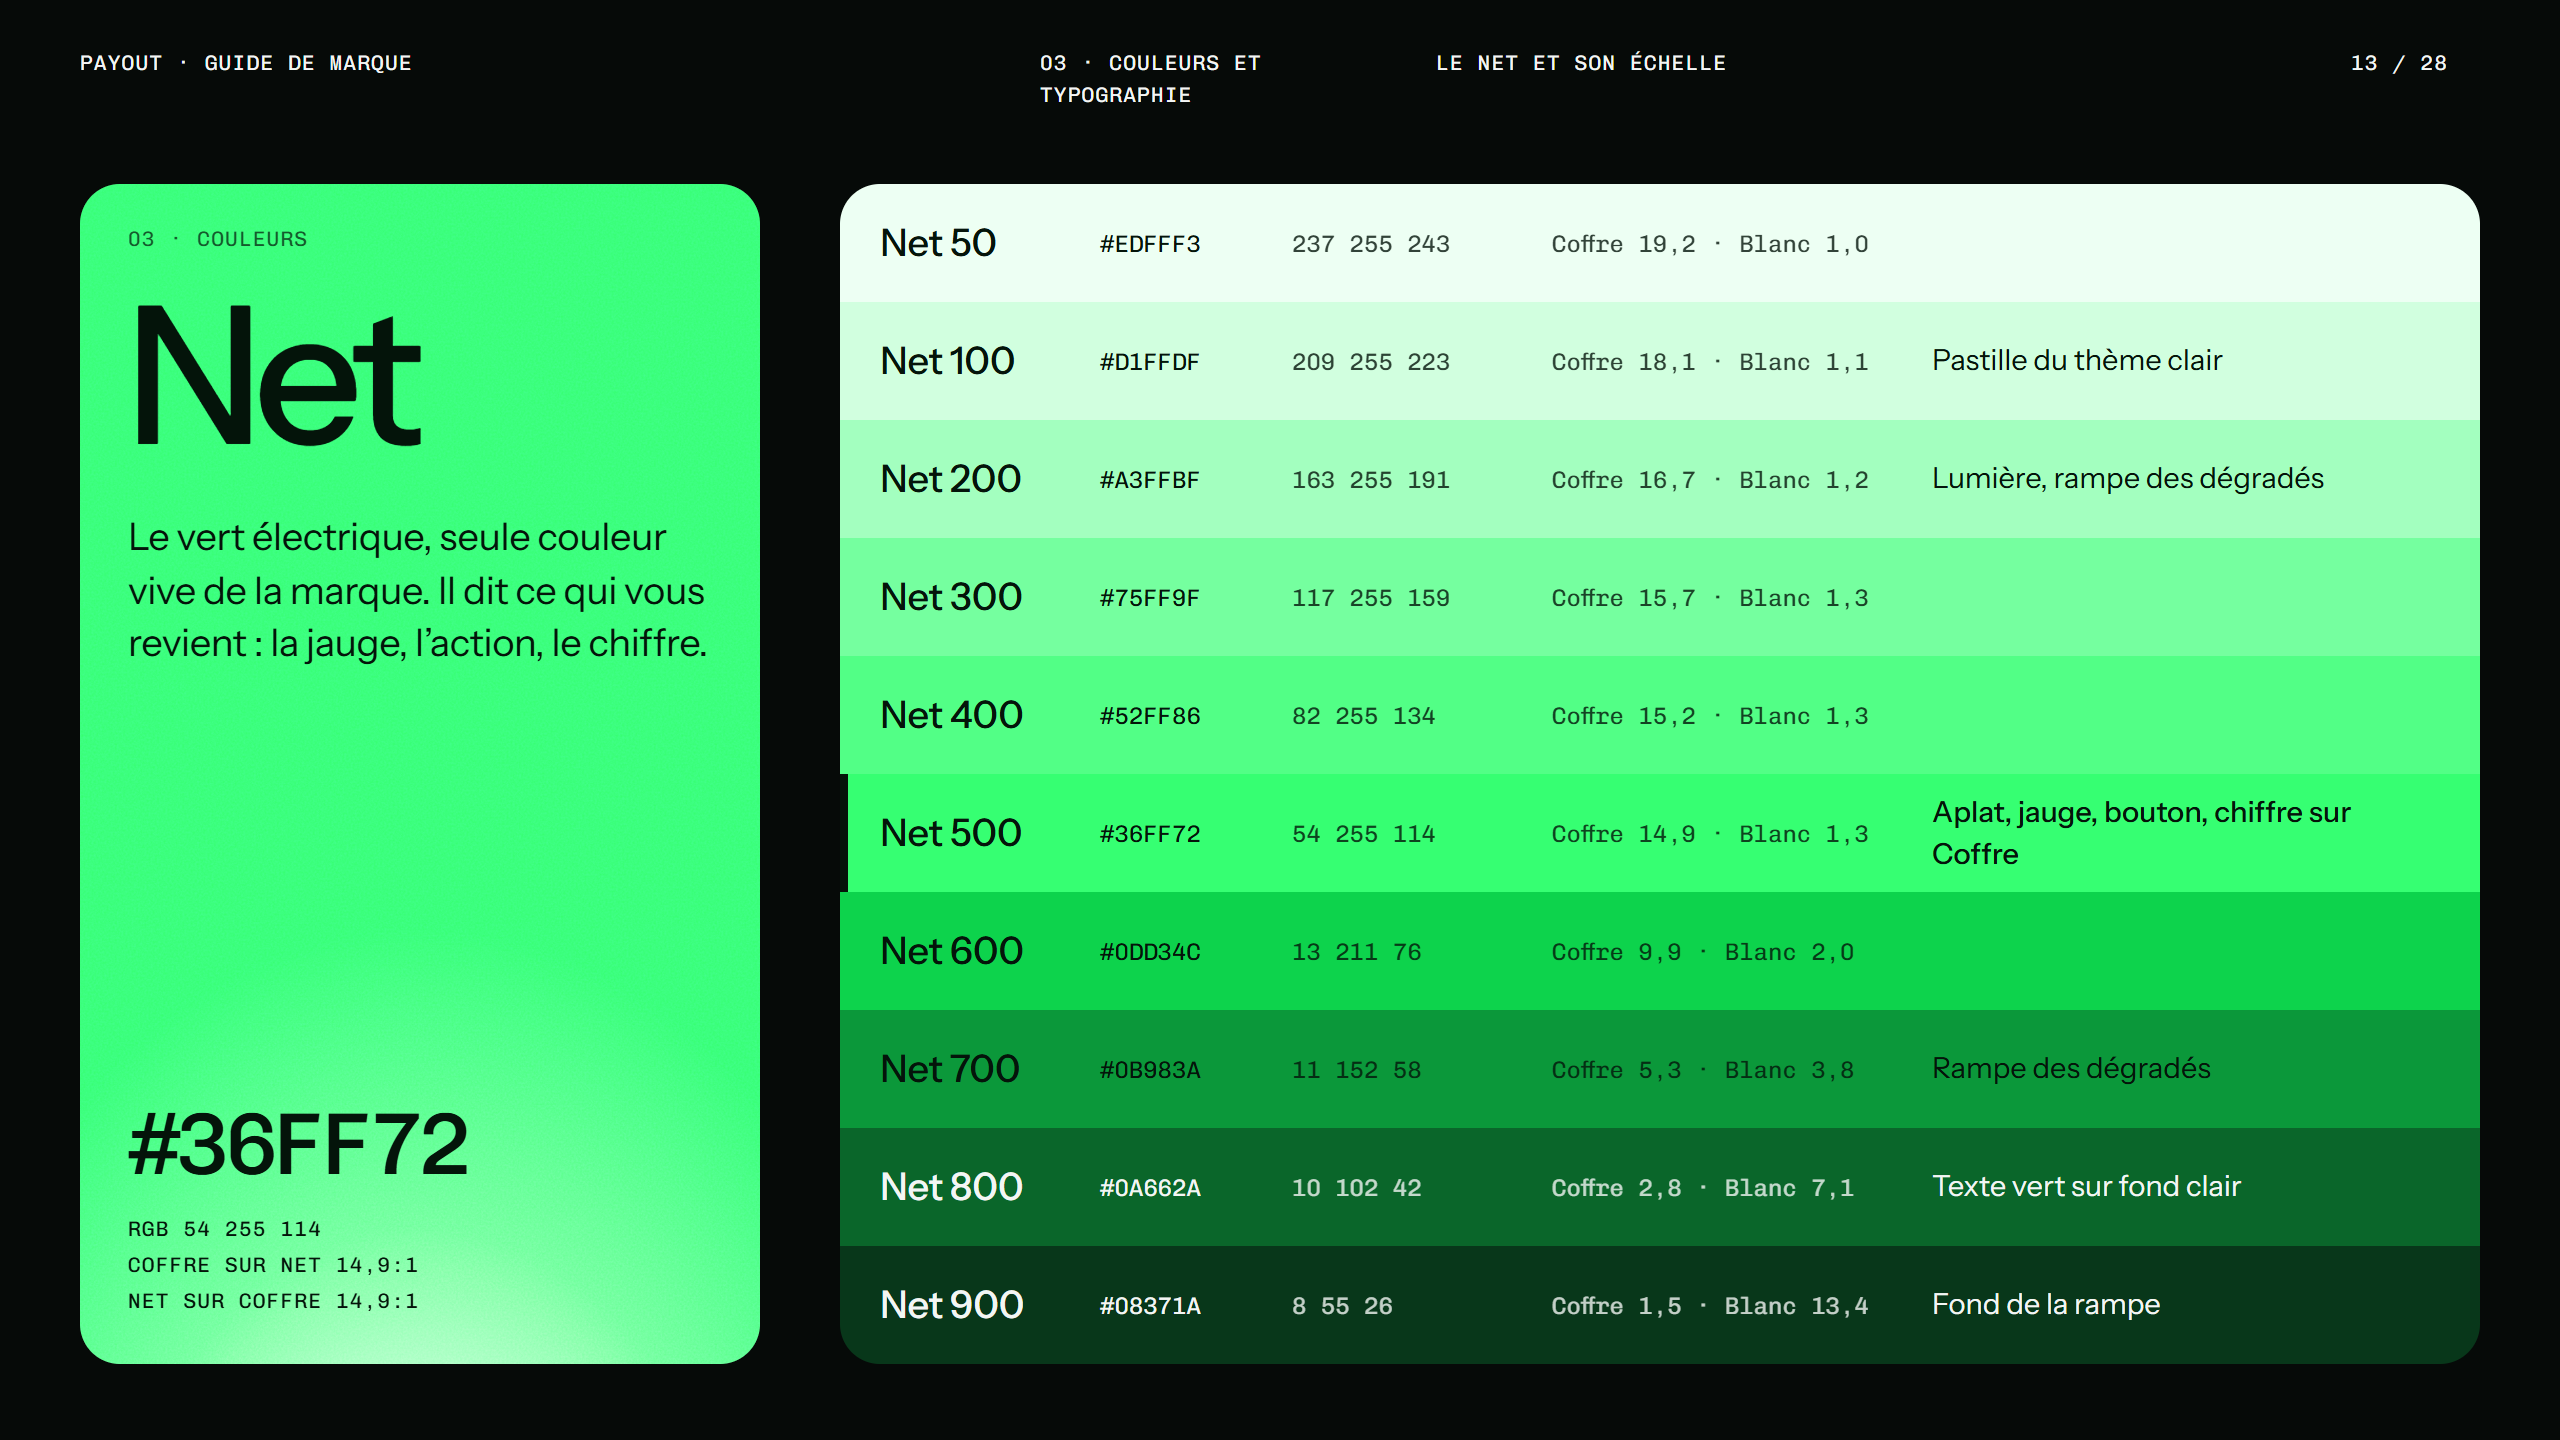 PAYOUT · GUIDE DE MARQUE
03 · COULEURS ET
TYPOGRAPHIE
LE NET ET SON ÉCHELLE
13 / 28
03 · COULEURS
Net
Le vert électrique, seule couleur
vive de la marque. Il dit ce qui vous
revient : la jauge, l’action, le chiffre.
#36FF72
RGB 54 255 114
COFFRE SUR NET 14,9:1
NET SUR COFFRE 14,9:1
Net 50 #EDFFF3 237 255 243 Coffre 19,2 · Blanc 1,0
Net 100 #D1FFDF 209 255 223 Coffre 18,1 · Blanc 1,1 Pastille du thème clair
Net 200 #A3FFBF 163 255 191 Coffre 16,7 · Blanc 1,2 Lumière, rampe des dégradés
Net 300 #75FF9F 117 255 159 Coffre 15,7 · Blanc 1,3
Net 400 #52FF86 82 255 134 Coffre 15,2 · Blanc 1,3
Net 500 #36FF72 54 255 114 Coffre 14,9 · Blanc 1,3 Aplat, jauge, bouton, chiffre sur
Coffre
Net 600 #0DD34C 13 211 76 Coffre 9,9 · Blanc 2,0
Net 700 #0B983A 11 152 58 Coffre 5,3 · Blanc 3,8 Rampe des dégradés
Net 800 #0A662A 10 102 42 Coffre 2,8 · Blanc 7,1 Texte vert sur fond clair
Net 900 #08371A 8 55 26 Coffre 1,5 · Blanc 13,4 Fond de la rampe